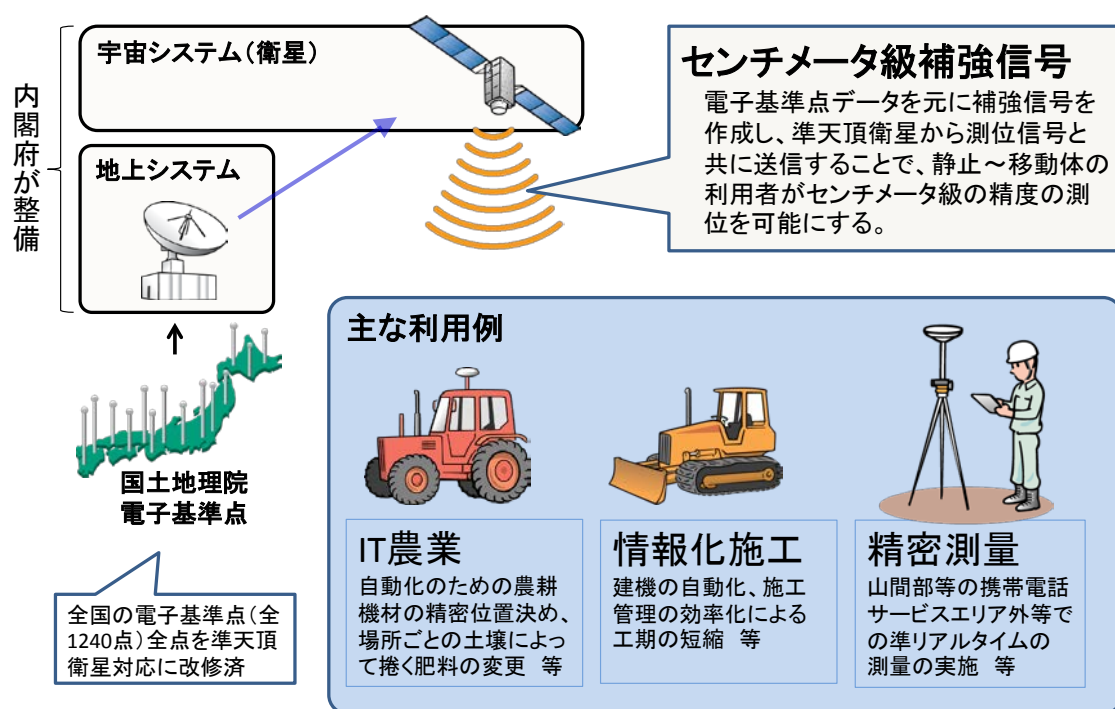 内閣府が整備
宇宙システム（衛星）
地上システム
センチメータ級補強信号
電子基準点データを元に補強信号を
作成し、準天頂衛星から測位信号と
共に送信することで、静止～移動体の
利用者がセンチメータ級の精度の測
位を可能にする。
国土地理院
電子基準点
全国の電子基準点（全
1240点）全点を準天頂
衛星対応に改修済
主な利用例
IT農業
自動化のための農耕
機材の精密位置決め、
場所ごとの土壌によっ
て捲く肥料の変更　等
情報化施工
建機の自動化、施工
管理の効率化による
工期の短縮　等
精密測量
山間部等の携帯電話
サービスエリア外等で
の準リアルタイムの
測量の実施　等